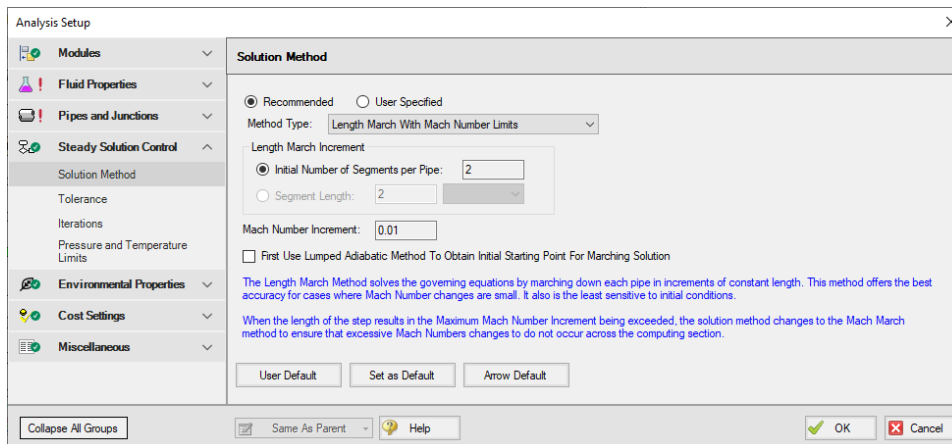 Analysis Setup
Modules
Fluid Properties
Pipes and Junctions
Steady Solution Control
Solution Method
Tolerance
Iterations
Pressure and Temperature
Limits
Environmental Properties
Cost Settings
Miscellaneous
Solution Method
Recommended
User Specified
Method Type:
Length March With Mach Number Limits
Length March Increment
Initial Number of Segments per Pipe:
2
Segment Length:
2
Mach Number Increment:
0.01
First Use Lumped Adiabatic Method To Obtain Initial Starting Point For Marching Solution
The Length March Method solves the governing equations by marching down each pipe in increments of constant length. This method offers the best
accuracy for cases where Mach Number changes are small. It also is the least sensitive to initial conditions.
When the length of the step results in the Maximum Mach Number Increment being exceeded, the solution method changes to the Mach March
method to ensure that excessive Mach Numbers changes to do not occur across the computing section.
User Default
Set as Default
Arrow Default
Collapse All Groups
Same As Parent
Help
OK
Cancel